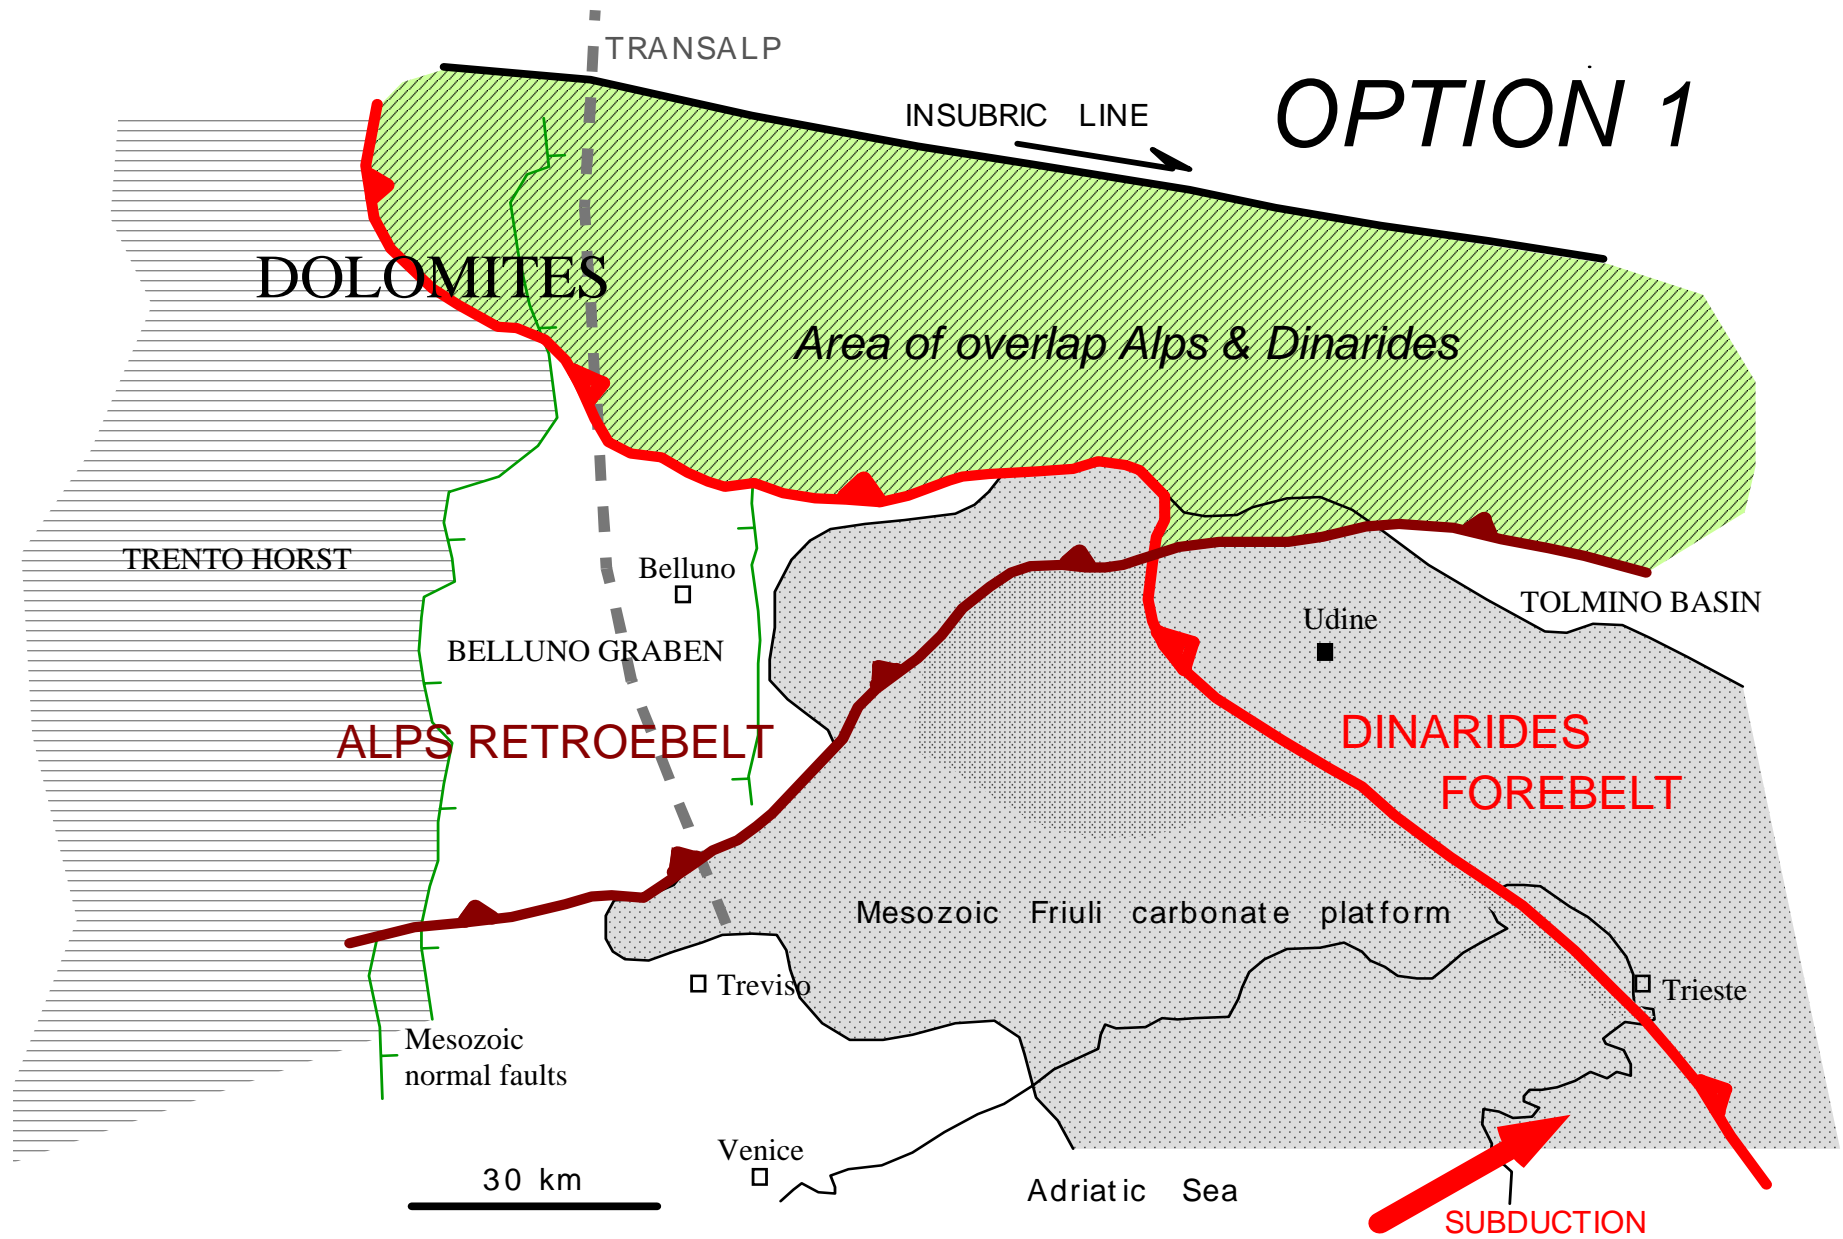 TRANSALP
OPTION 1
INSUBRIC LINE
DOLOMITES
Area of overlap Alps & Dinarides
TRENTO HORST
Belluno
TOLMINO BASIN
Udine
BELLUNO GRABEN
ALPS RETROEBELT
DINARIDES
FOREBELT
Mesozoic Friuli carbonate platform
Treviso
Trieste
Mesozoic
normal faults
Venice
30 km
Adriatic Sea
SUBDUCTION